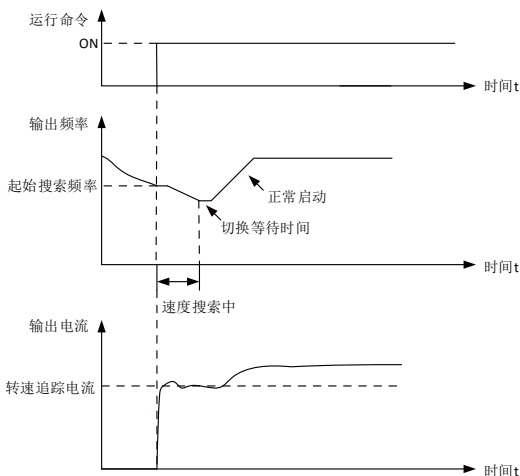 运行命令
ON
时间t
输出频率
起始搜索频率
正常启动
切换等待时间
时间t
速度搜索中
输出电流
转速追踪电流
时间t